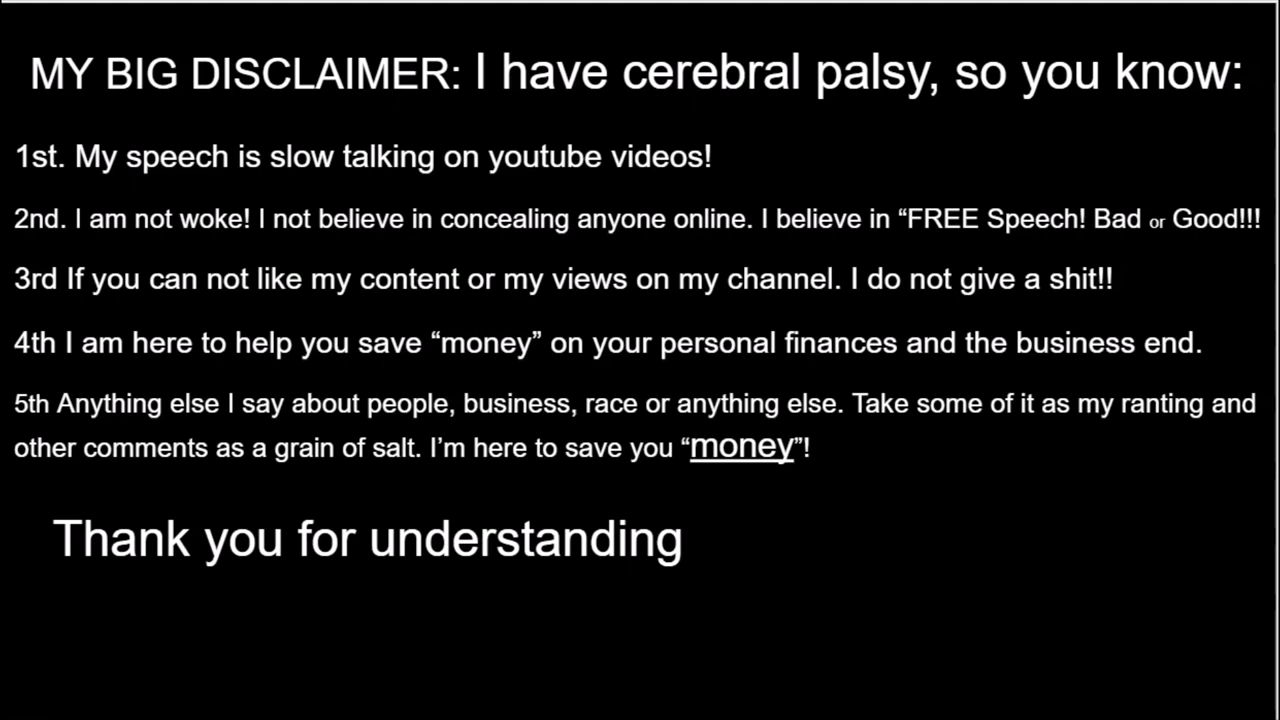 MY BIG DISCLAIMER: I have cerebral palsy, so you know:
1st. My speech is slow talking on youtube videos!
2nd. I am not woke! I not believe in concealing anyone online. I believe in “FREE Speech! Bad or Good!!!
3rd If you can not like my content or my views on my channel. I do not give a shit!!
4th I am here to help you save “money” on your personal finances and the business end.
5th Anything else I say about people, business, race or anything else. Take some of it as my ranting and
other comments as a grain of salt. I’m here to save you “money”!
Thank you for understanding